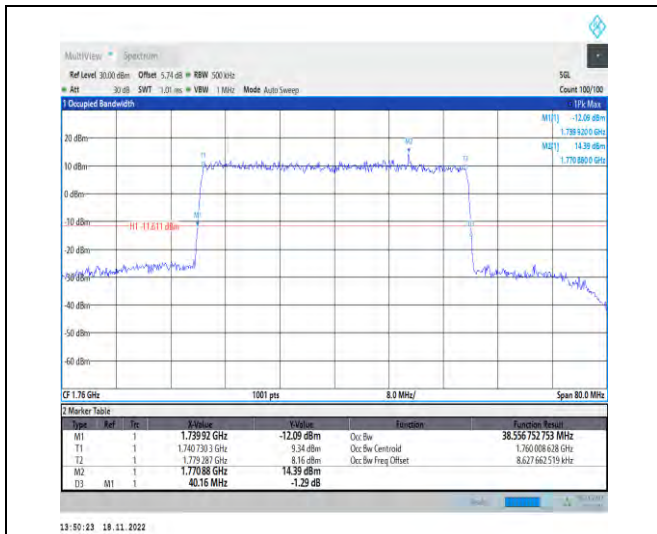 MultiView Spectrum
Ref Level 30.00 dBm Offset 5.74 dB RBW 500 kHz SGL
Att 30 dB SWT 1.01 ms VBW 1 MHz Mode Auto Sweep Count 100/100
1 Occupied Bandwidth 1Pk Max
M1[1] -12.09 dBm
1.739 920 0 GHz
M2[1] 14.39 dBm
1.770 880 0 GHz
20 dBm
10 dBm
0 dBm
-10 dBm
-20 dBm
-30 dBm
-40 dBm
-50 dBm
-60 dBm
T1
M2
T2
M1
H1 -11.611 dBm
CF 1.76 GHz 1001 pts 8.0 MHz/ Span 80.0 MHz
2 Marker Table
Type Ref Trc X-Value Y-Value Function Function Result
M1 1 1.739 92 GHz -12.09 dBm Occ Bw 38.556 752 753 MHz
T1 1 1.740 730 3 GHz 9.34 dBm Occ Bw Centroid 1.760 008 628 GHz
T2 1 1.779 287 GHz 8.16 dBm Occ Bw Freq Offset 8.627 662 519 kHz
M2 1 1.770 88 GHz 14.39 dBm
D3 M1 1 40.16 MHz -1.29 dB
13:50:23 18.11.2022